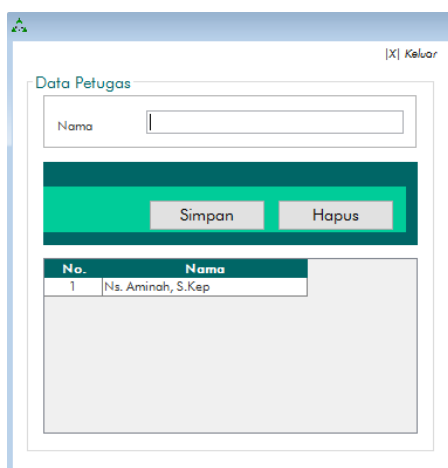 |X| Keluar
Data Petugas
Nama
Simpan Hapus
No. Nama
1 Ns. Aminah, S.Kep